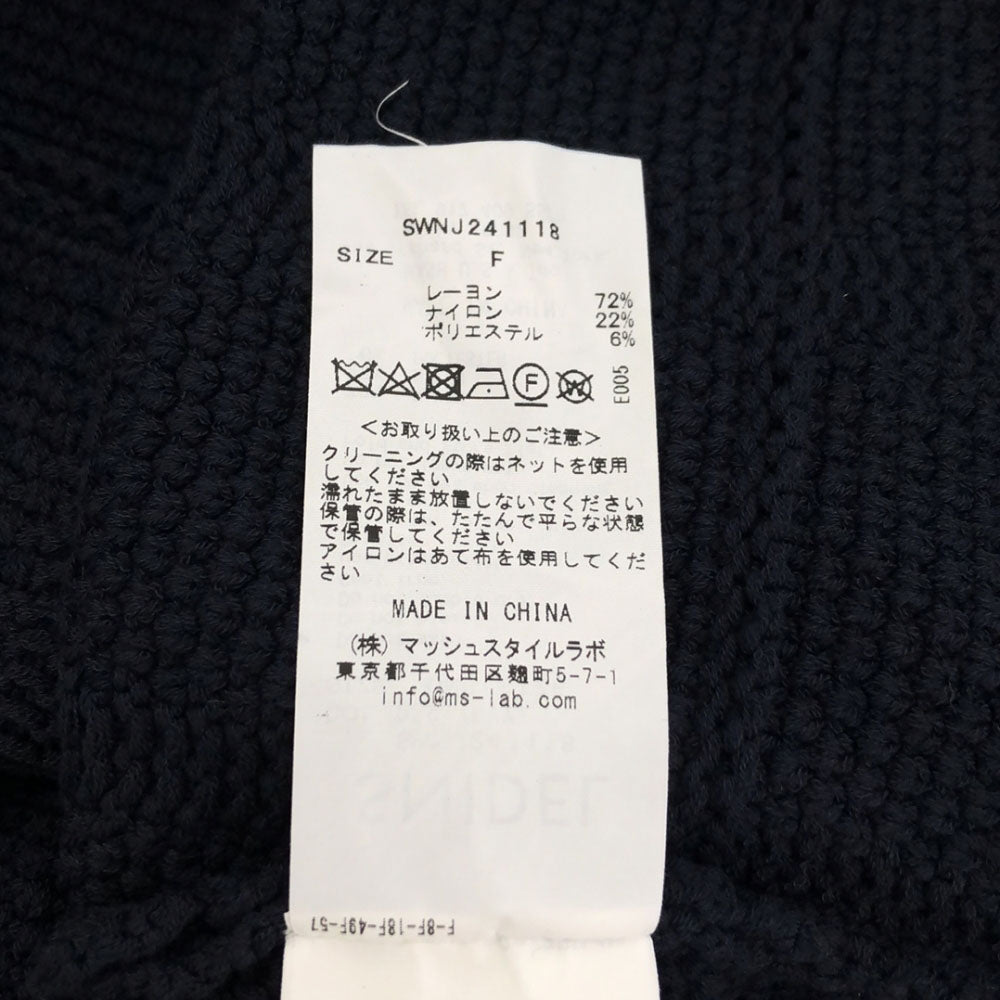 SWNJ241118
SIZE F
レーヨン 72%
ナイロン 22%
ポリエステル 6%
F W E005
<お取り扱い上のご注意>
クリーニングの際はネットを使用
してください
濡れたまま放置しないでください
保管の際は、たたんで平らな状態
で保管してください
アイロンはあて布を使用してくだ
さい
MADE IN CHINA
(株)マッシュスタイルラボ
東京都千代田区麹町5-7-1
info@ms-lab.com
SNIDEL
F-8F-18F-49F-57